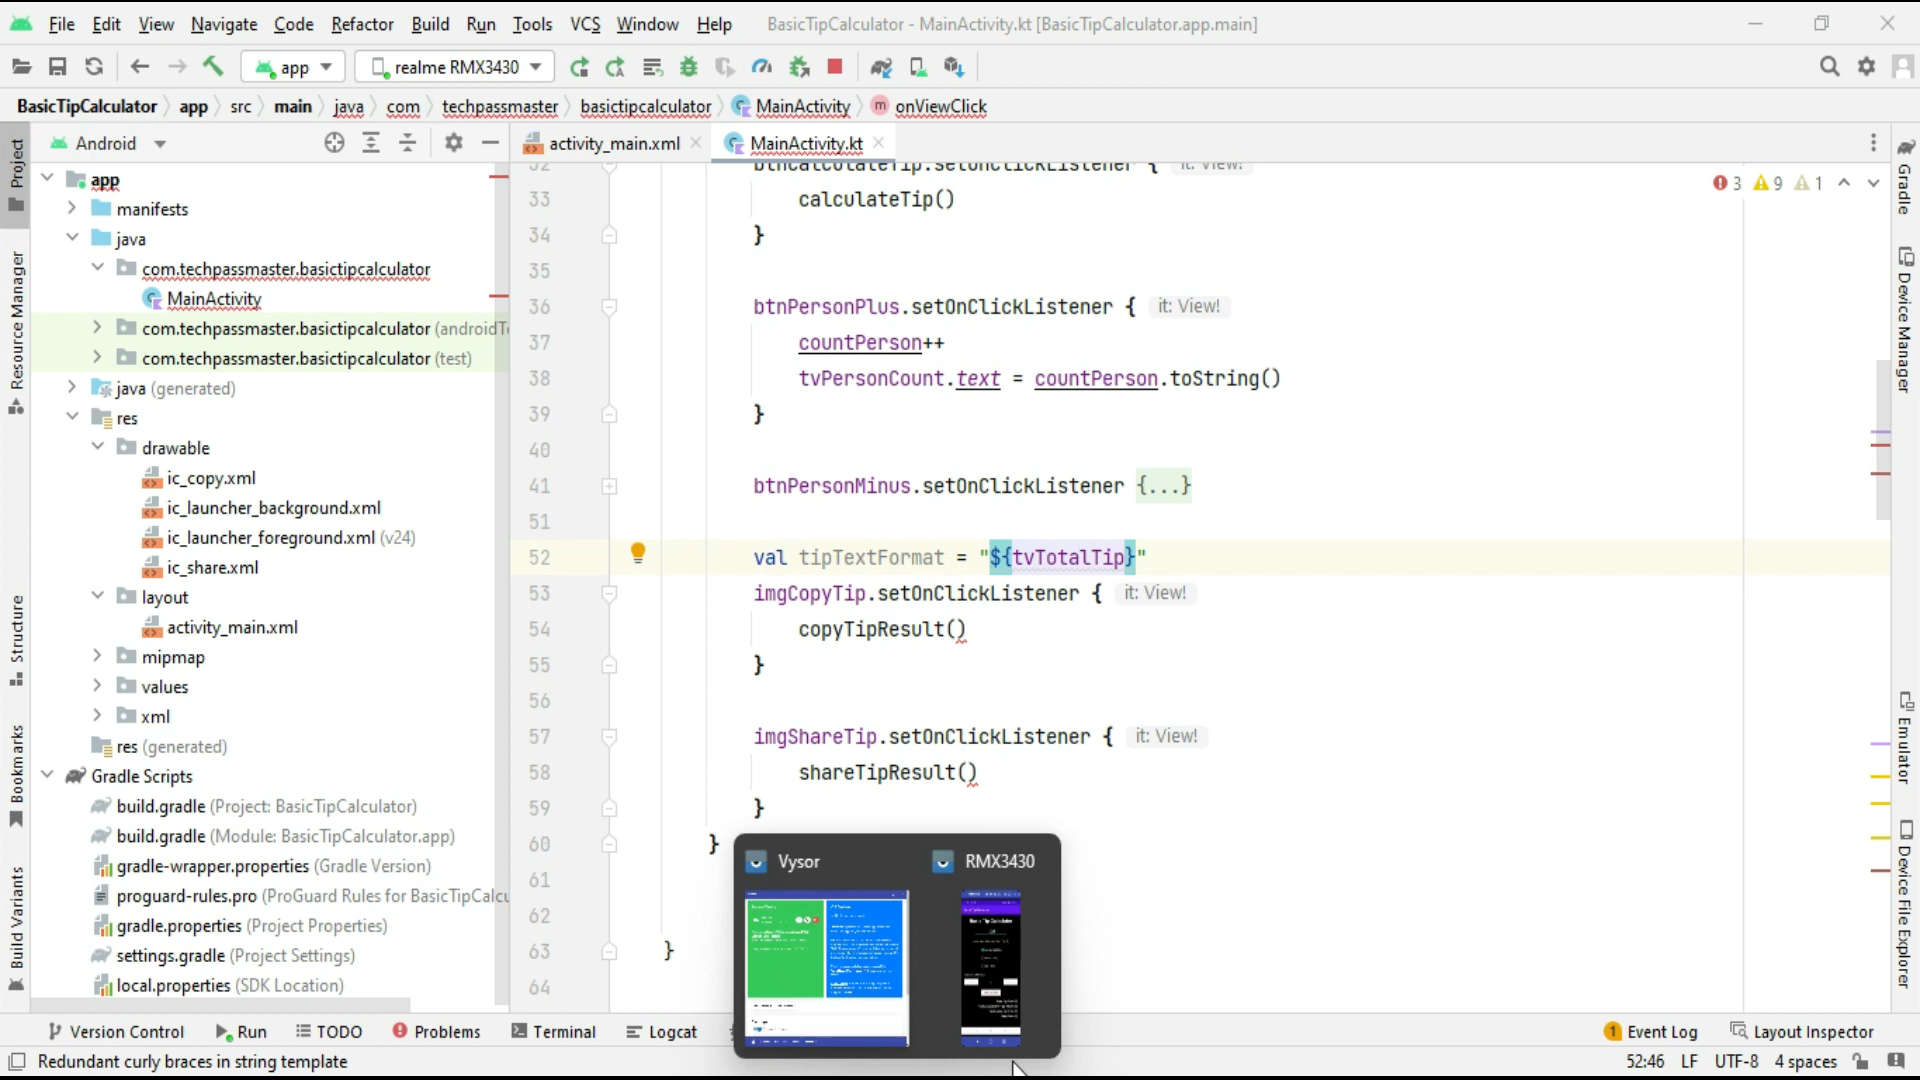 File Edit View Navigate Code Refactor Build Run Tools VCS Window Help BasicTipCalculator - MainActivity.kt [BasicTipCalculator.app.main]
app realme RMX3430
BasicTipCalculator app src main java com techpassmaster basictipcalculator MainActivity m onViewClick
Android activity_main.xml MainActivity.kt
Project
Resource Manager
Structure
Bookmarks
Build Variants
app
manifests
java
com.techpassmaster.basictipcalculator
MainActivity
com.techpassmaster.basictipcalculator (androidTe
com.techpassmaster.basictipcalculator (test)
java (generated)
res
drawable
ic_copy.xml
ic_launcher_background.xml
ic_launcher_foreground.xml (v24)
ic_share.xml
layout
activity_main.xml
mipmap
values
xml
res (generated)
Gradle Scripts
build.gradle (Project: BasicTipCalculator)
build.gradle (Module: BasicTipCalculator.app)
gradle-wrapper.properties (Gradle Version)
proguard-rules.pro (ProGuard Rules for BasicTipCalcu
gradle.properties (Project Properties)
settings.gradle (Project Settings)
local.properties (SDK Location)
3 9 1
32 btnCalculateTip.setOnClickListener { it: View!
33 calculateTip()
34 }
35
36 btnPersonPlus.setOnClickListener { it: View!
37 countPerson++
38 tvPersonCount.text = countPerson.toString()
39 }
40
41 btnPersonMinus.setOnClickListener {...}
51
52 val tipTextFormat = "${tvTotalTip}"
53 imgCopyTip.setOnClickListener { it: View!
54 copyTipResult()
55 }
56
57 imgShareTip.setOnClickListener { it: View!
58 shareTipResult()
59 }
60 }
61
62
63 }
64
Vysor RMX3430
Gradle
Device Manager
Emulator
Device File Explorer
Version Control Run TODO Problems Terminal Logcat 1 Event Log Layout Inspector
Redundant curly braces in string template 52:46 LF UTF-8 4 spaces